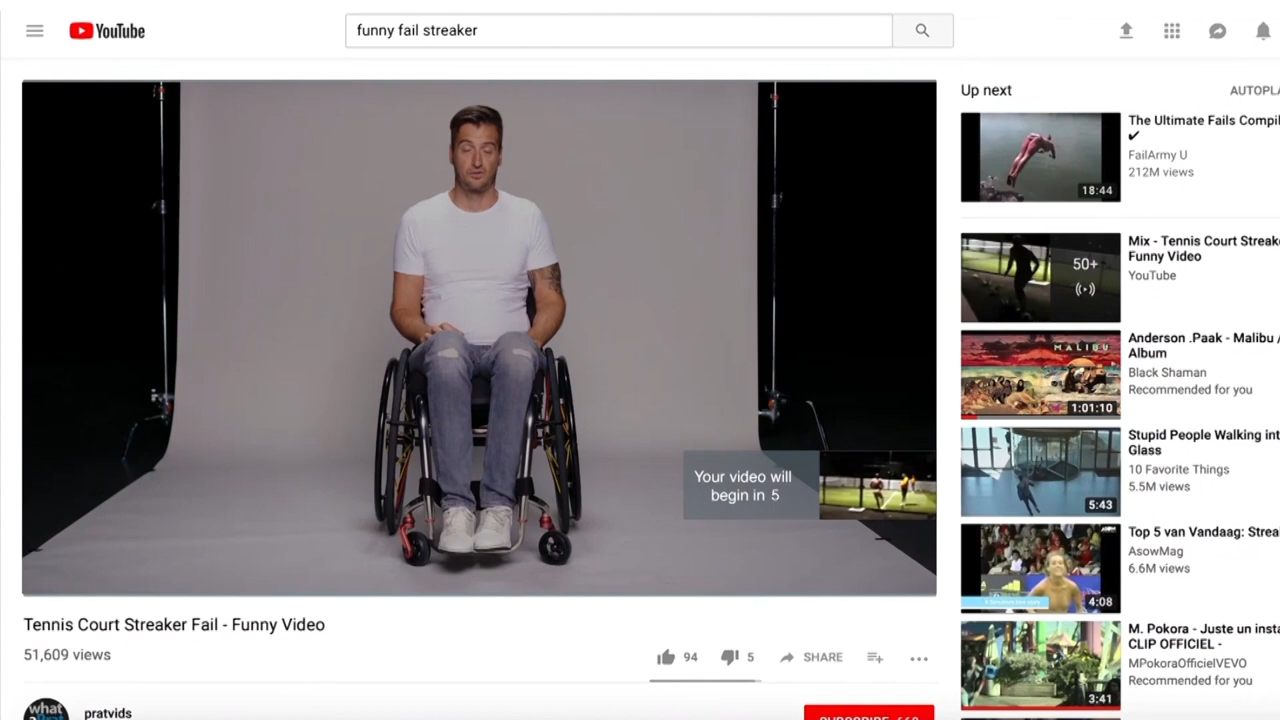 YouTube
funny fail streaker
Up next
AUTOPLA
The Ultimate Fails Compil
FailArmy U
212M views
18:44
Mix - Tennis Court Streake
Funny Video
YouTube
50+
Anderson .Paak - Malibu /
Album
Black Shaman
Recommended for you
MALIBU
1:01:10
Stupid People Walking int
Glass
10 Favorite Things
5.5M views
5:43
Your video will
begin in 5
Top 5 van Vandaag: Strea
AsowMag
6.6M views
4:08
Tennis Court Streaker Fail - Funny Video
51,609 views
94
5
SHARE
M. Pokora - Juste un insta
CLIP OFFICIEL -
MPokoraOfficielVEVO
Recommended for you
3:41
what
pratvids
SUBSCRIBE 668